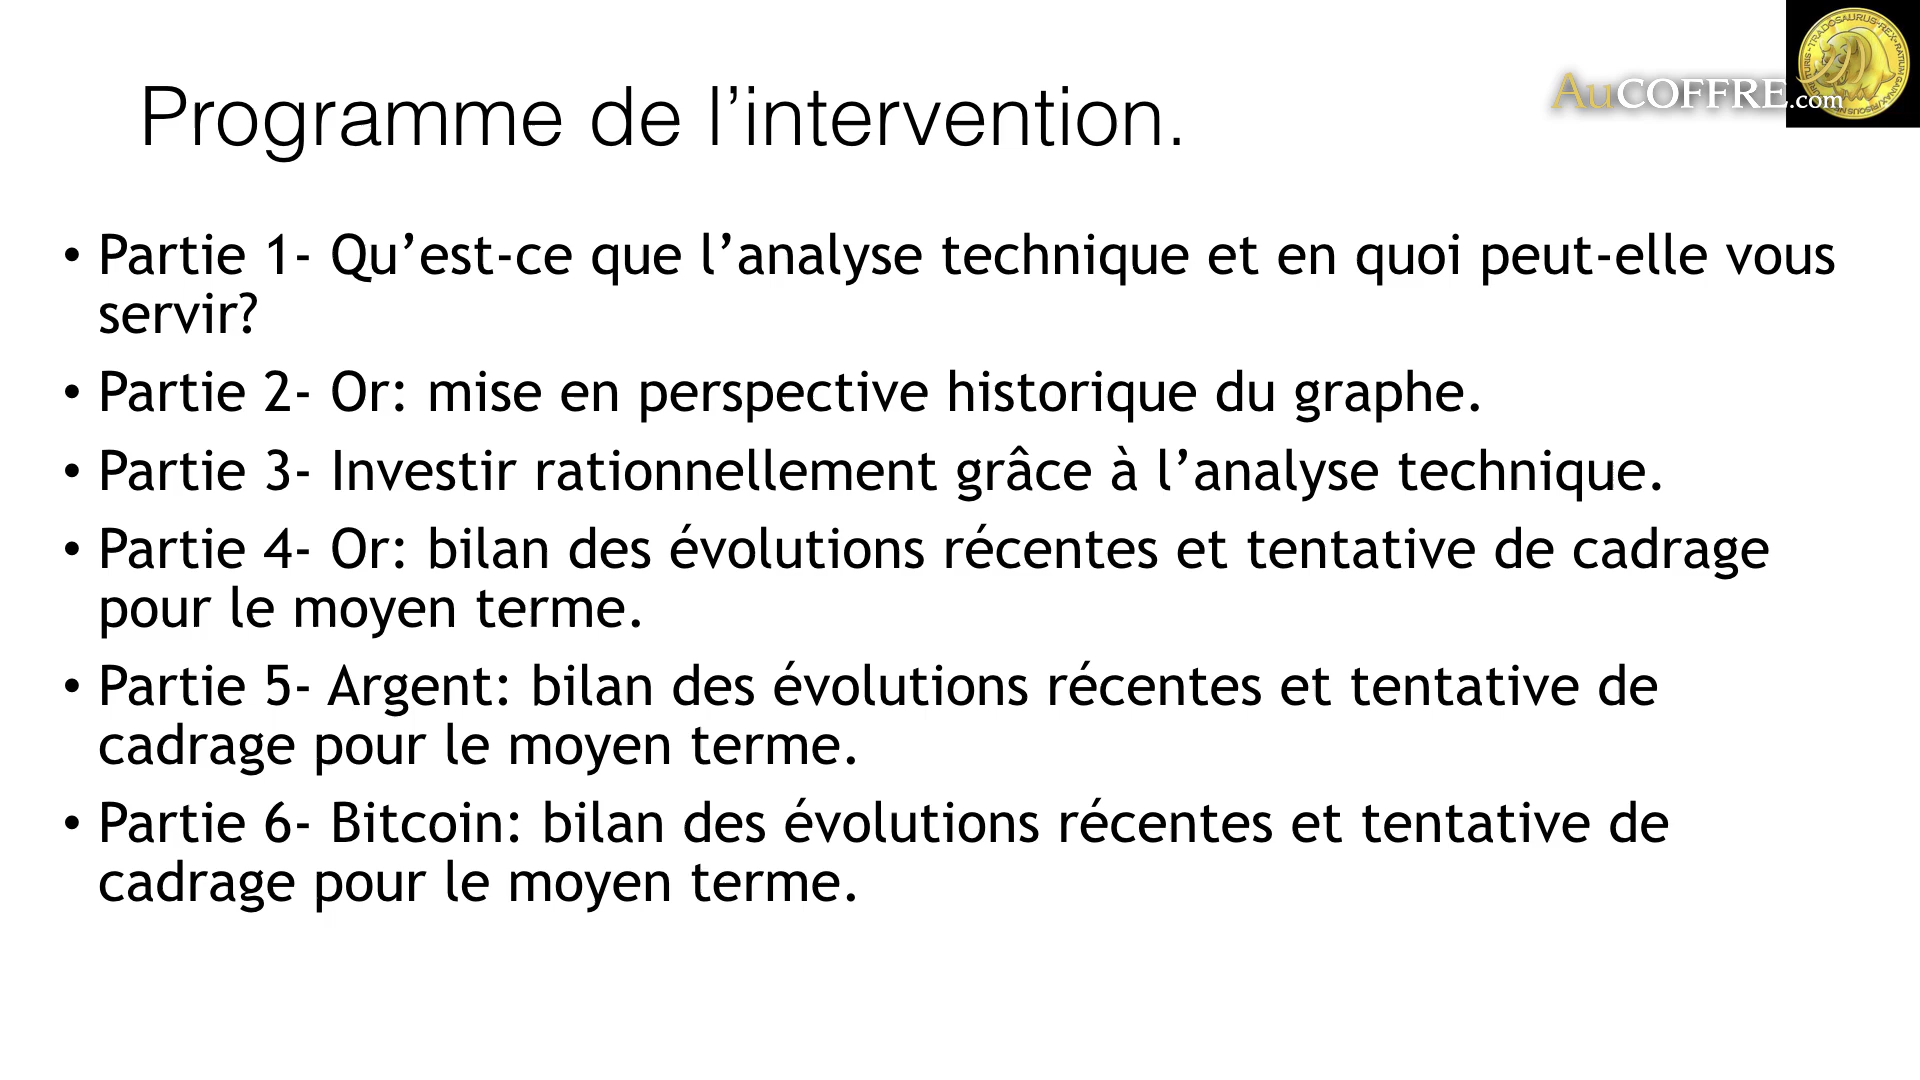 Programme de l’intervention.
AuCOFFRE.com
• Partie 1- Qu’est-ce que l’analyse technique et en quoi peut-elle vous
servir?
• Partie 2- Or: mise en perspective historique du graphe.
• Partie 3- Investir rationnellement grâce à l’analyse technique.
• Partie 4- Or: bilan des évolutions récentes et tentative de cadrage
pour le moyen terme.
• Partie 5- Argent: bilan des évolutions récentes et tentative de
cadrage pour le moyen terme.
• Partie 6- Bitcoin: bilan des évolutions récentes et tentative de
cadrage pour le moyen terme.